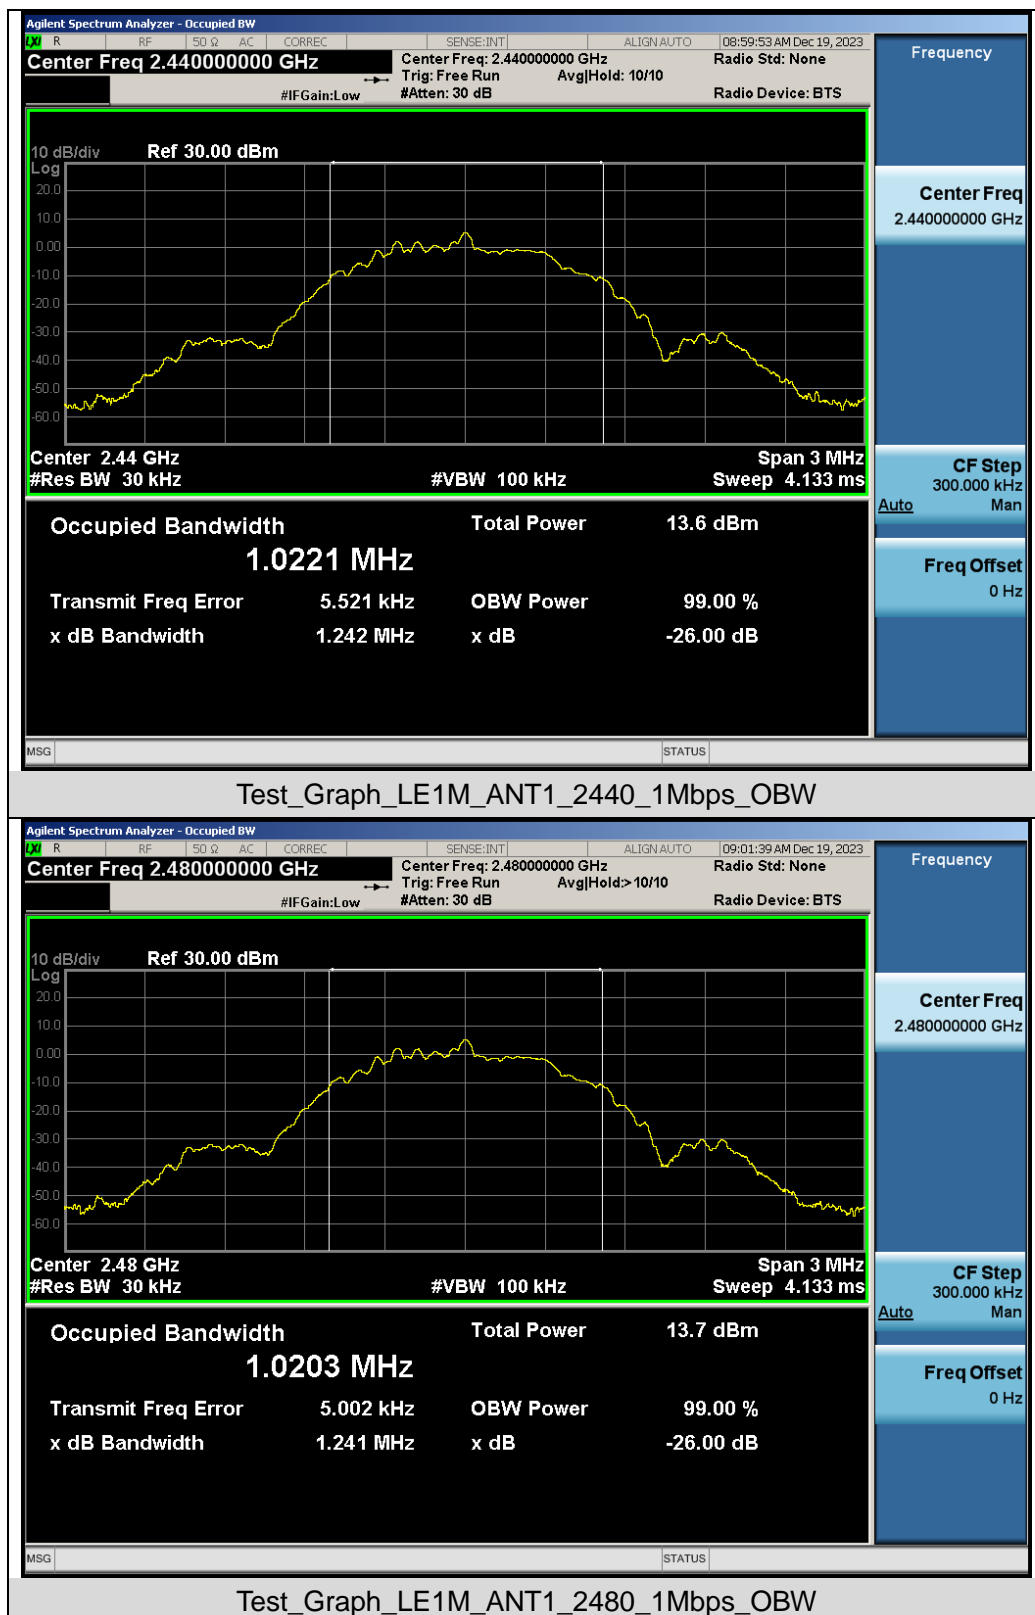 Agilent Spectrum Analyzer - Occupied BW
LXI R RF 50 Ω AC CORREC SENSE:INT ALIGN AUTO 08:59:53 AM Dec 19, 2023
Center Freq 2.440000000 GHz
Center Freq: 2.440000000 GHz
Radio Std: None
Trig: Free Run Avg|Hold: 10/10
#IFGain:Low #Atten: 30 dB Radio Device: BTS
Frequency
10 dB/div Ref 30.00 dBm
Log
20.0
10.0
0.00
-10.0
-20.0
-30.0
-40.0
-50.0
-60.0
Center 2.44 GHz Span 3 MHz
#Res BW 30 kHz #VBW 100 kHz Sweep 4.133 ms
Center Freq
2.440000000 GHz
CF Step
300.000 kHz
Auto Man
Freq Offset
0 Hz
Occupied Bandwidth Total Power 13.6 dBm
1.0221 MHz
Transmit Freq Error 5.521 kHz OBW Power 99.00 %
x dB Bandwidth 1.242 MHz x dB -26.00 dB
MSG STATUS
Test_Graph_LE1M_ANT1_2440_1Mbps_OBW
Agilent Spectrum Analyzer - Occupied BW
LXI R RF 50 Ω AC CORREC SENSE:INT ALIGN AUTO 09:01:39 AM Dec 19, 2023
Center Freq 2.480000000 GHz
Center Freq: 2.480000000 GHz
Radio Std: None
Trig: Free Run Avg|Hold:> 10/10
#IFGain:Low #Atten: 30 dB Radio Device: BTS
Frequency
10 dB/div Ref 30.00 dBm
Log
20.0
10.0
0.00
-10.0
-20.0
-30.0
-40.0
-50.0
-60.0
Center 2.48 GHz Span 3 MHz
#Res BW 30 kHz #VBW 100 kHz Sweep 4.133 ms
Center Freq
2.480000000 GHz
CF Step
300.000 kHz
Auto Man
Freq Offset
0 Hz
Occupied Bandwidth Total Power 13.7 dBm
1.0203 MHz
Transmit Freq Error 5.002 kHz OBW Power 99.00 %
x dB Bandwidth 1.241 MHz x dB -26.00 dB
MSG STATUS
Test_Graph_LE1M_ANT1_2480_1Mbps_OBW